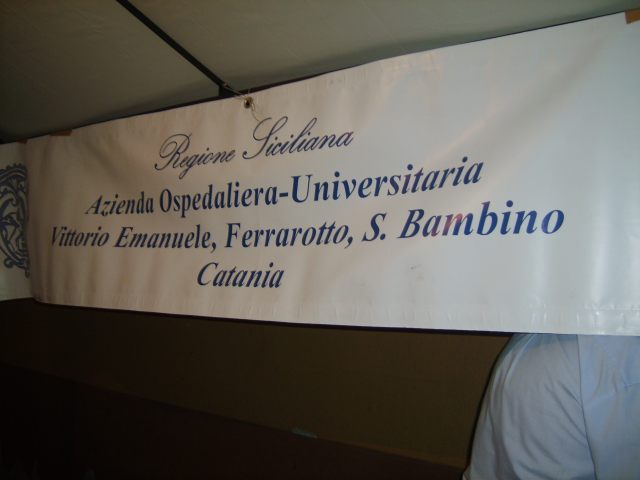 Regione Siciliana
Azienda Ospedaliera-Universitaria
Vittorio Emanuele, Ferrarotto, S. Bambino
Catania